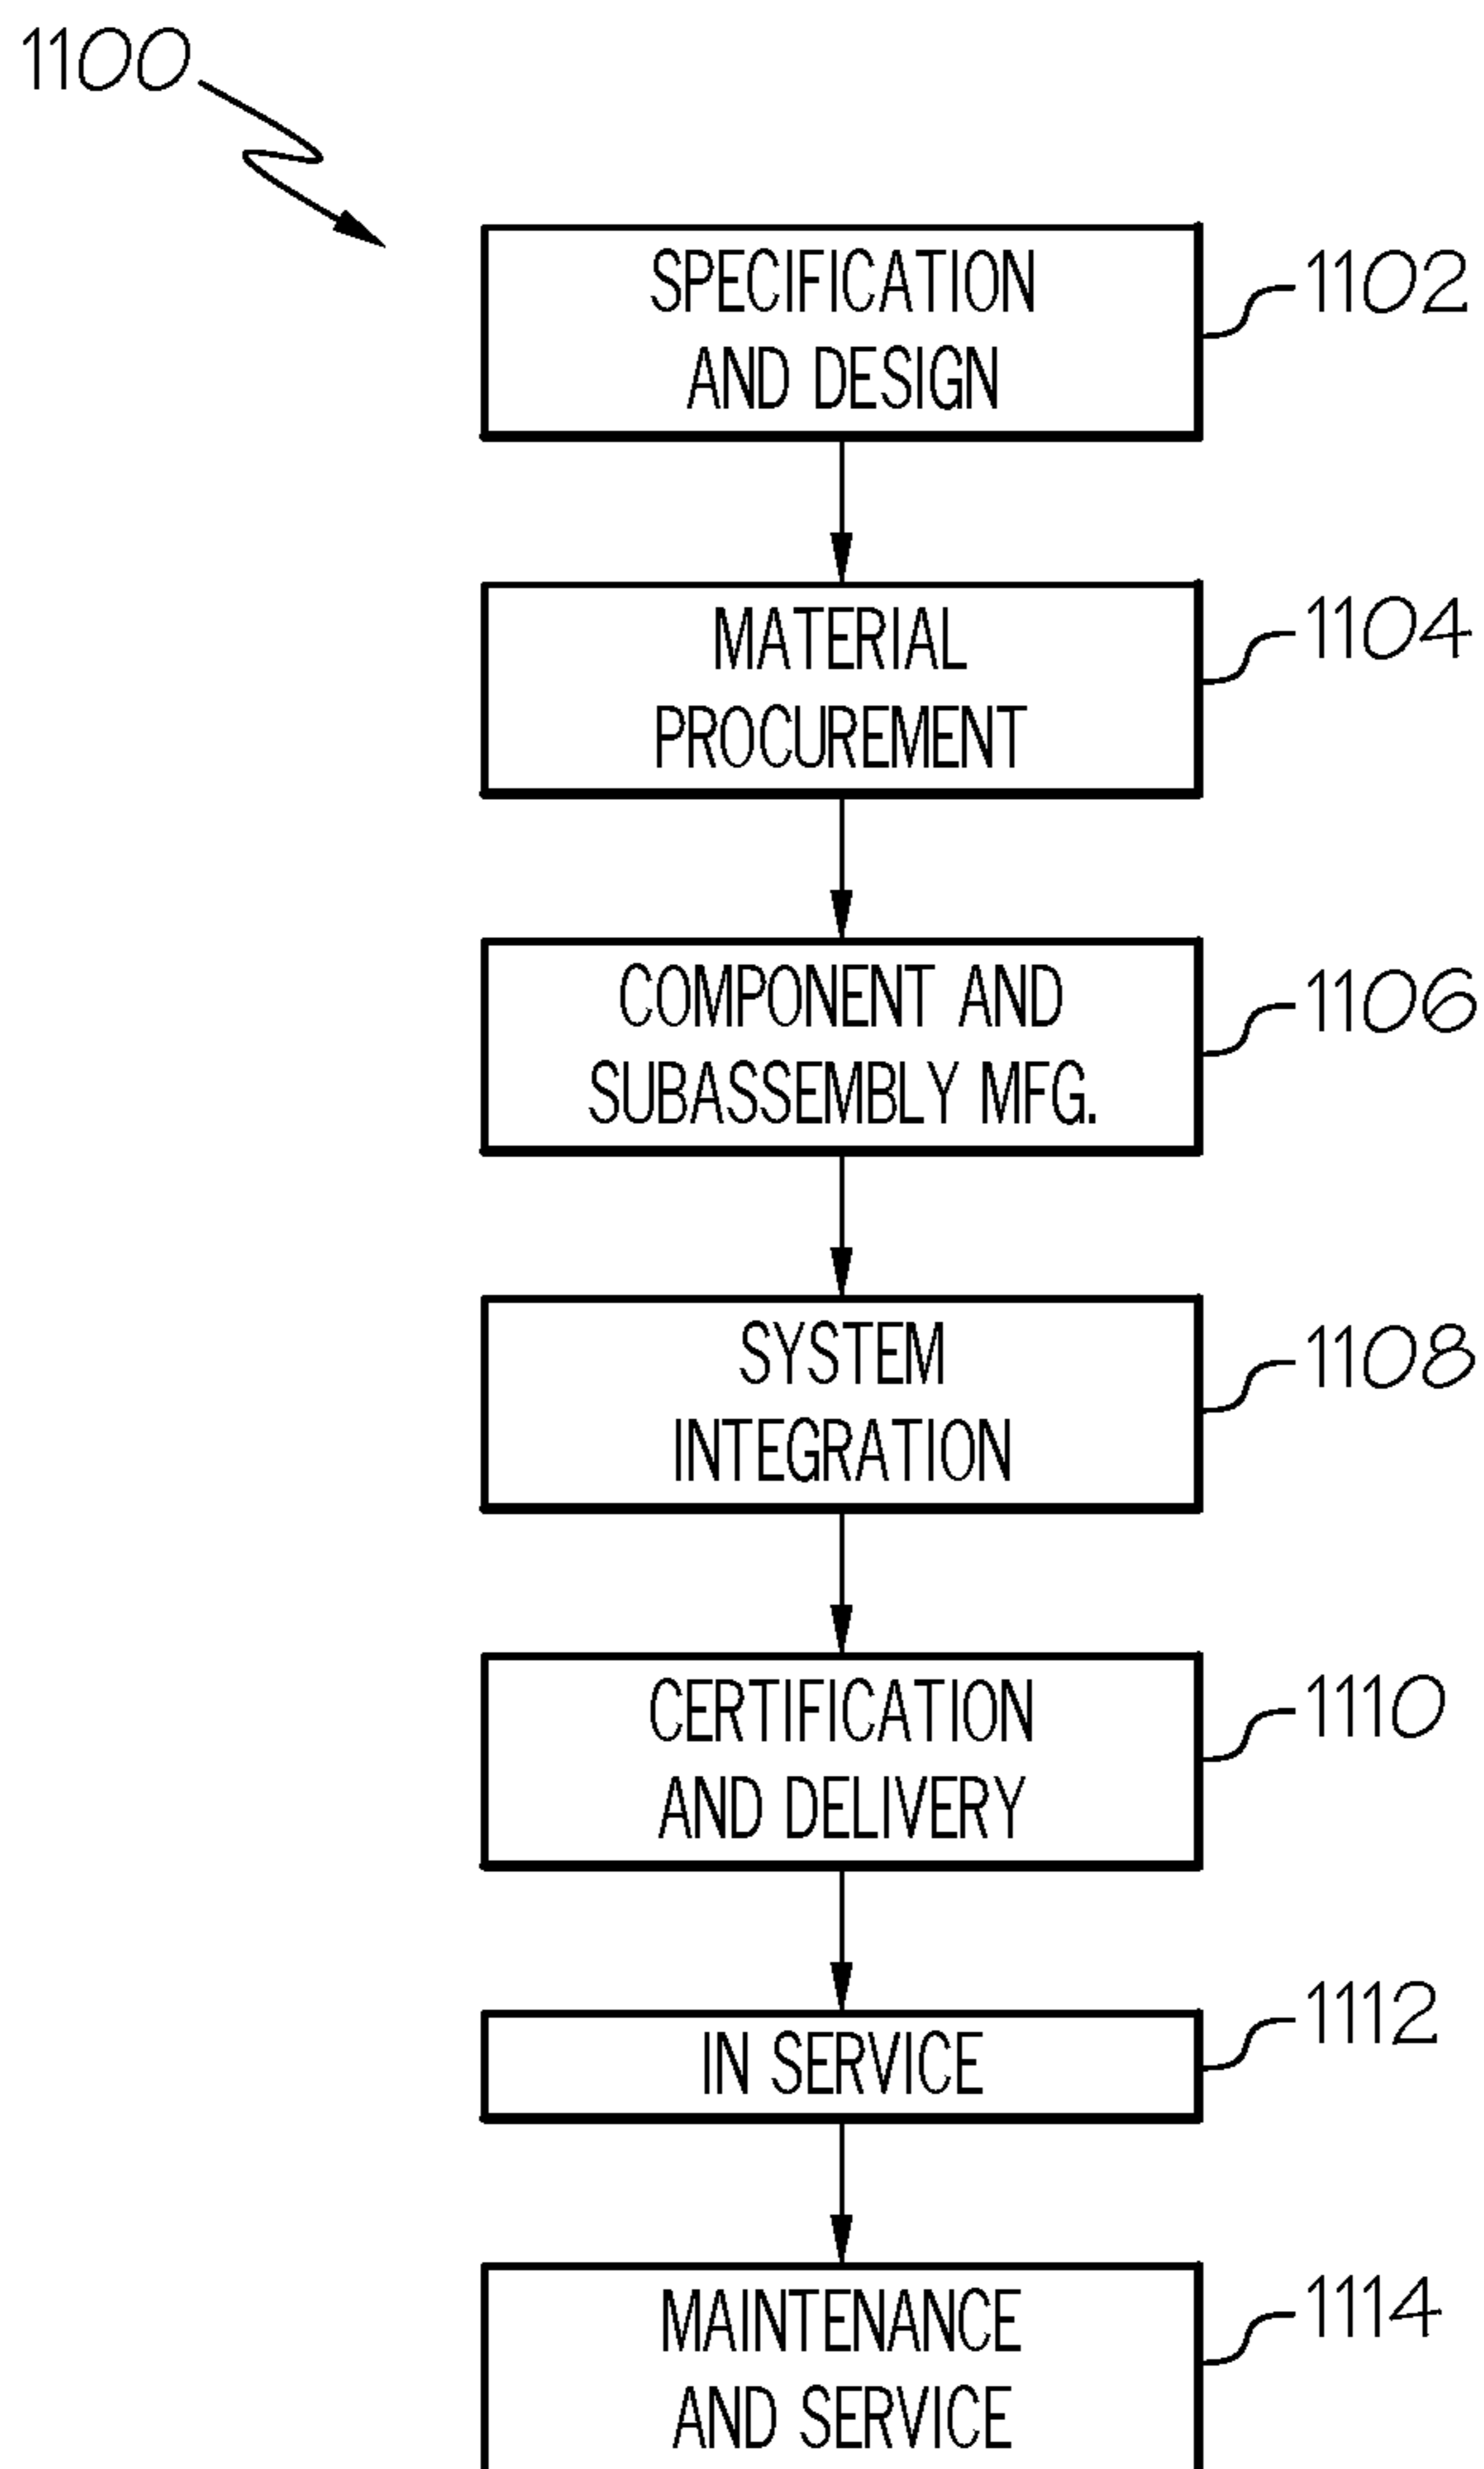 1100
SPECIFICATION
AND DESIGN
1102
MATERIAL
PROCUREMENT
1104
COMPONENT AND
SUBASSEMBLY MFG.
1106
SYSTEM
INTEGRATION
1108
CERTIFICATION
AND DELIVERY
1110
IN SERVICE
1112
MAINTENANCE
AND SERVICE
1114